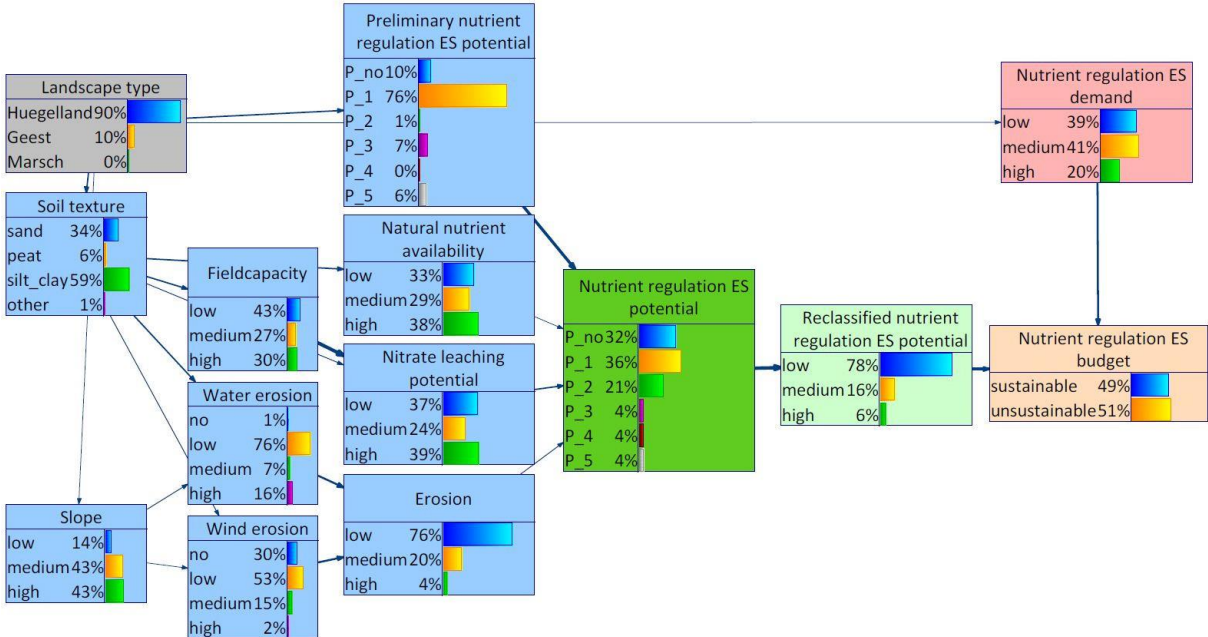 Preliminary nutrient
regulation ES potential
P_no 10%
P_1 76%
P_2 1%
P_3 7%
P_4 0%
P_5 6%
Landscape type
Huegelland 90%
Geest 10%
Marsch 0%
Nutrient regulation ES
demand
low 39%
medium 41%
high 20%
Soil texture
sand 34%
peat 6%
silt_clay 59%
other 1%
Fieldcapacity
low 43%
medium 27%
high 30%
Natural nutrient
availability
low 33%
medium 29%
high 38%
Nutrient regulation ES
potential
P_no 32%
P_1 36%
P_2 21%
P_3 4%
P_4 4%
P_5 4%
Reclassified nutrient
regulation ES potential
low 78%
medium 16%
high 6%
Nutrient regulation ES
budget
sustainable 49%
unsustainable 51%
Nitrate leaching
potential
low 37%
medium 24%
high 39%
Water erosion
no 1%
low 76%
medium 7%
high 16%
Erosion
low 76%
medium 20%
high 4%
Slope
low 14%
medium 43%
high 43%
Wind erosion
no 30%
low 53%
medium 15%
high 2%